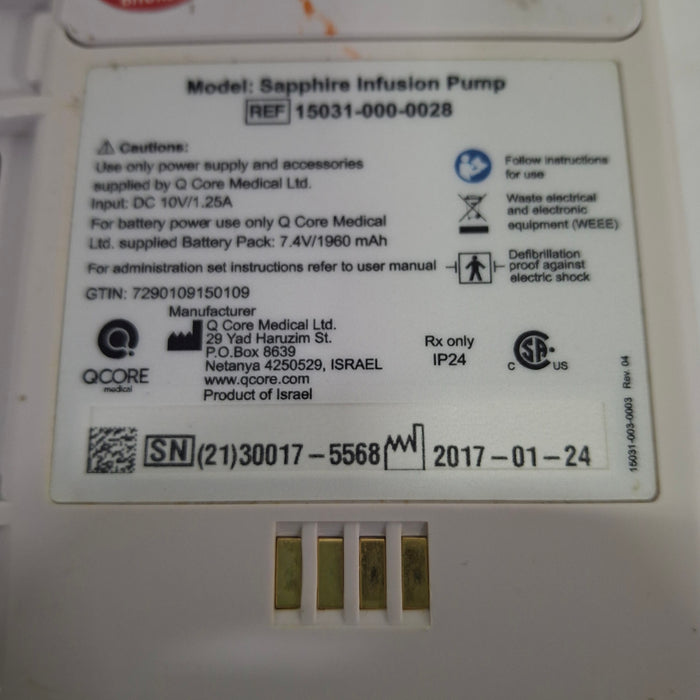 Model: Sapphire Infusion Pump
REF 15031-000-0028
Cautions:
Use only power supply and accessories
supplied by Q Core Medical Ltd.
Input: DC 10V/1.25A
For battery power use only Q Core Medical
Ltd. supplied Battery Pack: 7.4V/1960 mAh
For administration set instructions refer to user manual
GTIN: 7290109150109
Follow instructions
for use
Waste electrical
and electronic
equipment (WEEE)
Defibrillation
proof against
electric shock
Manufacturer
Q Core Medical Ltd.
29 Yad Haruzim St.
P.O.Box 8639
Netanya 4250529, ISRAEL
www.qcore.com
Product of Israel
QCORE
medical
Rx only
IP24
C SA US
15031-003-0003 Rev. 04
SN (21)30017-5568 2017-01-24